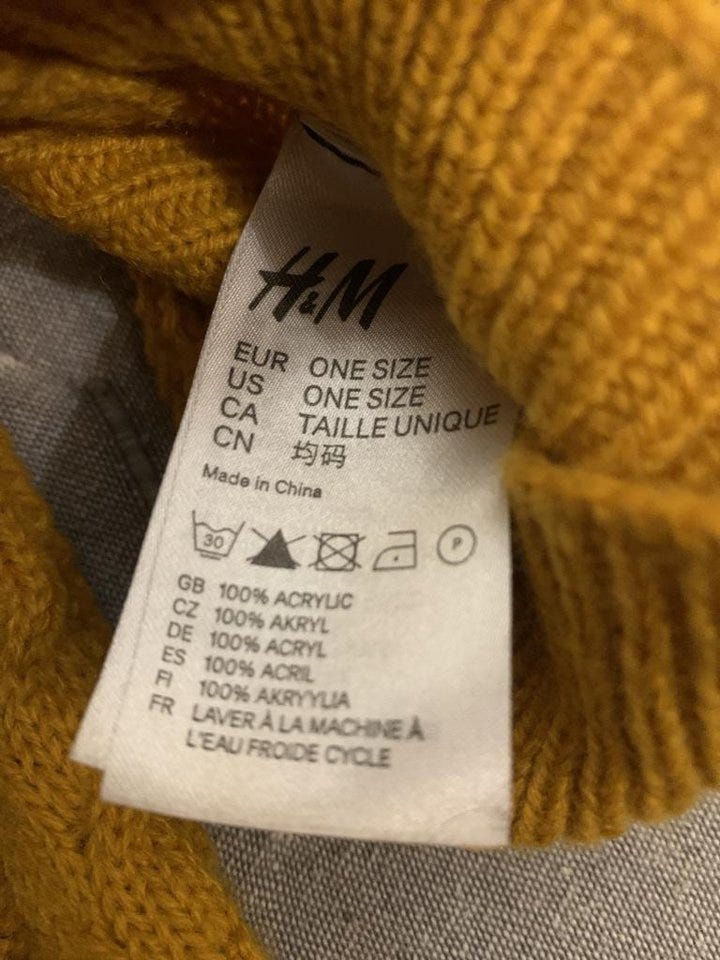 H&M
EUR ONE SIZE
US ONE SIZE
CA TAILLE UNIQUE
CN 均码
Made in China
30 P
GB 100% ACRYLIC
CZ 100% AKRYL
DE 100% ACRYL
ES 100% ACRIL
FI 100% AKRYYLIA
FR LAVER À LA MACHINE À
L'EAU FROIDE CYCLE